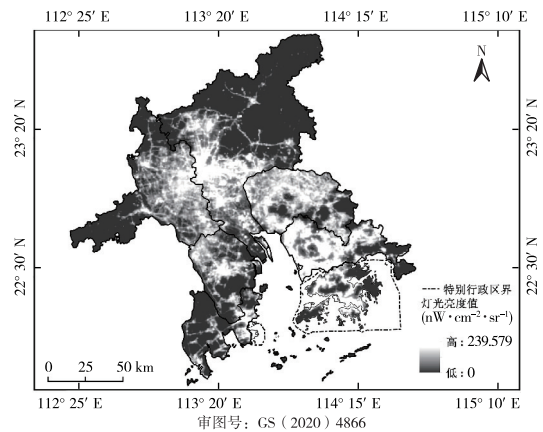 112° 25′ E 113° 20′ E 114° 15′ E 115° 10′ E
N
23° 20′ N 23° 20′ N
22° 30′ N 22° 30′ N
特别行政区界
灯光亮度值
(nW·cm⁻²·sr⁻¹)
高: 239.579
低: 0
0 25 50 km
112° 25′ E 113° 20′ E 114° 15′ E 115° 10′ E
审图号: GS（2020）4866